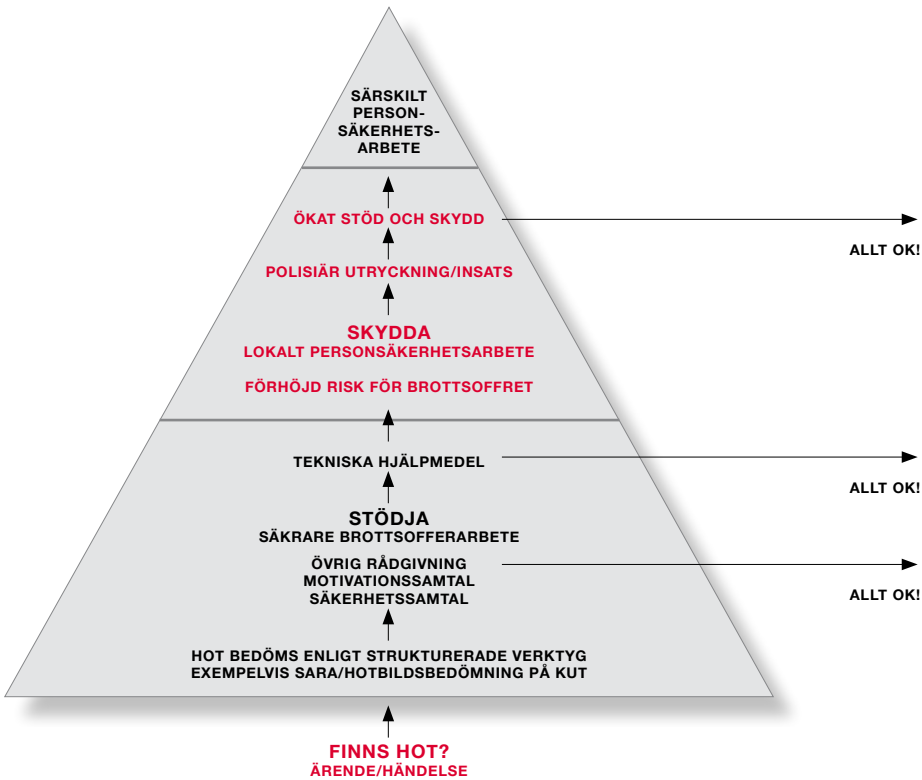 SÄRSKILT
PERSON-
SÄKERHETS-
ARBETE
ÖKAT STÖD OCH SKYDD
ALLT OK!
POLISIÄR UTRYCKNING/INSATS
SKYDDA
LOKALT PERSONSÄKERHETSARBETE
FÖRHÖJD RISK FÖR BROTTSOFFRET
TEKNISKA HJÄLPMEDEL
ALLT OK!
STÖDJA
SÄKRARE BROTTSOFFERARBETE
ÖVRIG RÅDGIVNING
MOTIVATIONSSAMTAL
SÄKERHETSSAMTAL
ALLT OK!
HOT BEDÖMS ENLIGT STRUKTURERADE VERKTYG
EXEMPELVIS SARA/HOTBILDSBEDÖMNING PÅ KUT
FINNS HOT?
ÄRENDE/HÄNDELSE